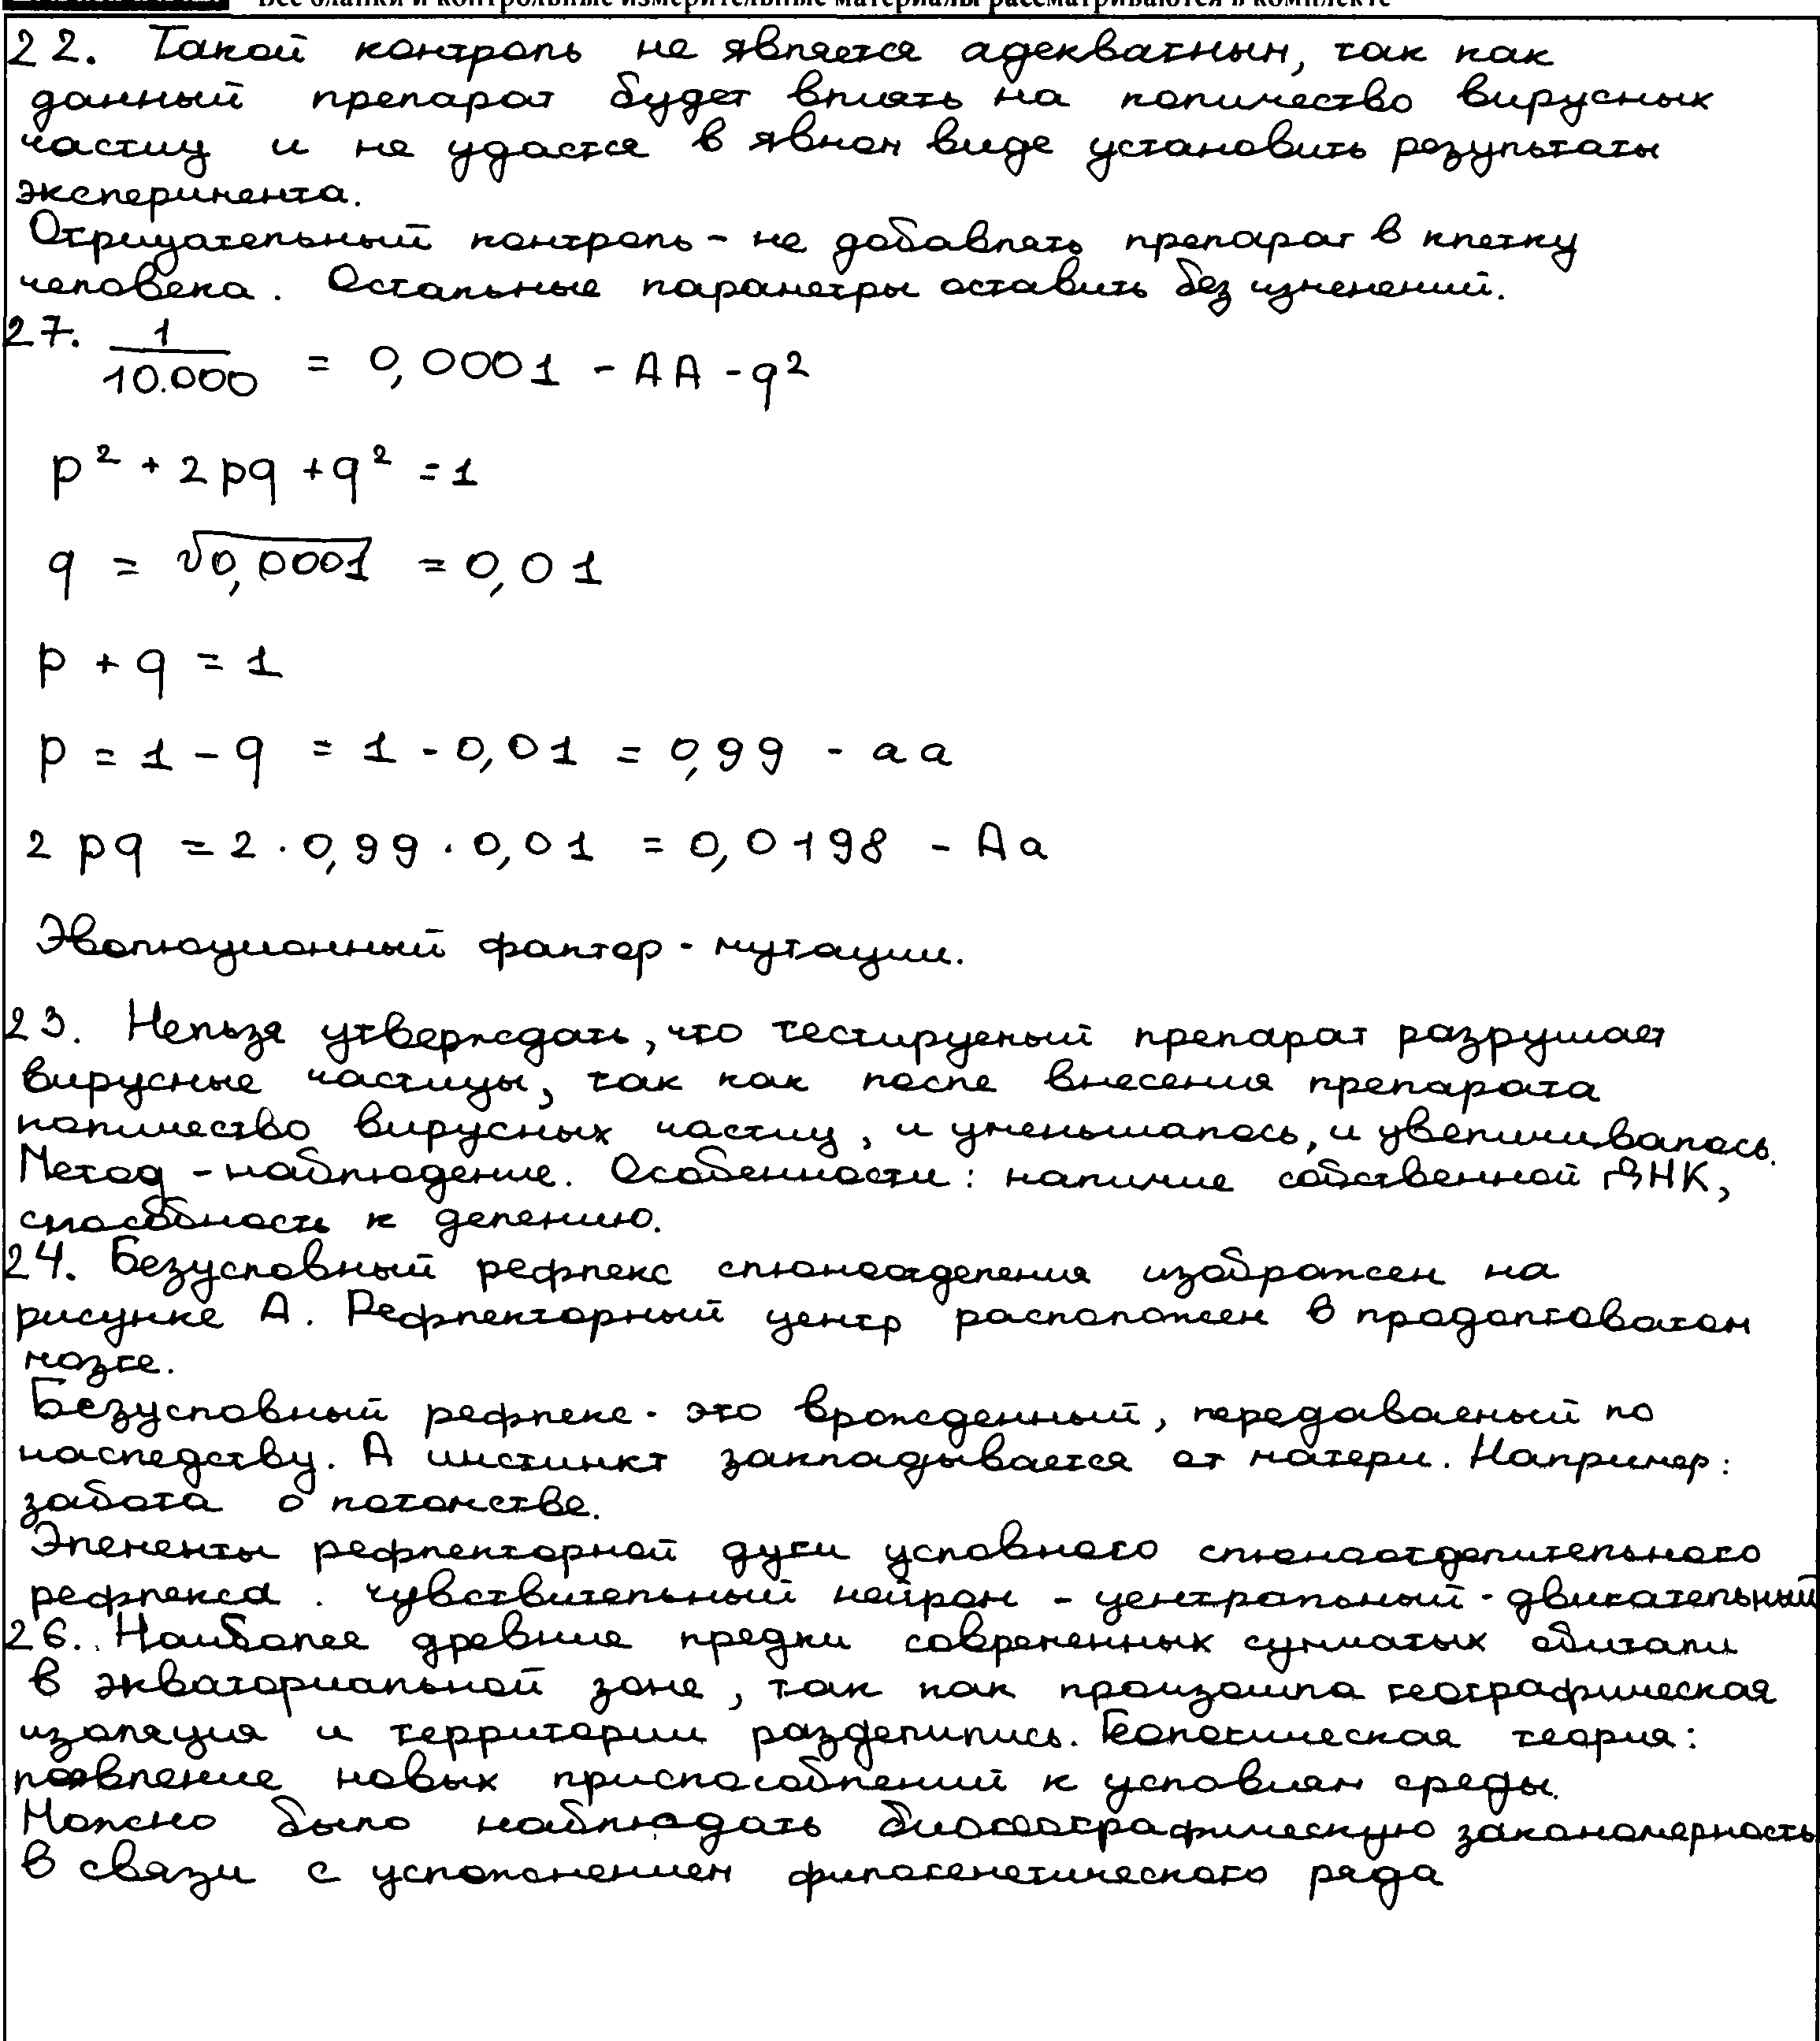 Все бланки и контрольные измерительные материалы рассматриваются в комплекте
22. Такой контроль не является адекватным, так как
данный препарат будет влиять на количество вирусных
частиц и не удастся в явном виде установить результаты
эксперимента.
Отрицательный контроль - не добавлять препарат в клетку
человека. Остальные параметры оставить без изменений.
27. 1/10.000 = 0,0001 - AA - q²
p² + 2pq + q² = 1
q = √0,0001 = 0,01
p + q = 1
p = 1 - q = 1 - 0,01 = 0,99 - aa
2pq = 2 · 0,99 · 0,01 = 0,0198 - Aa
Эволюционный фактор - мутации.
23. Нельзя утверждать, что тестируемый препарат разрушает
вирусные частицы, так как после внесения препарата
количество вирусных частиц, и уменьшалось, и увеличивалось.
Метод - наблюдение. Особенности: наличие собственной ДНК,
способность к делению.
24. Безусловный рефлекс слюноотделения изображен на
рисунке А. Рефлекторный центр расположен в продолговатом
мозге.
Безусловный рефлекс - это врожденный, передаваемый по
наследству. А инстинкт закладывается от матери. Например:
забота о потомстве.
Элементы рефлекторной дуги условного слюноотделительного
рефлекса. чувствительный нейрон - центральный - двигательный
26. Наиболее древние предки современных сумчатых обитали
в экваториальной зоне, так как произошла географическая
изоляция и территории разделились. Геологическая теория:
появление новых приспособлений к условиям среды.
Можно было наблюдать биогеографическую закономерность
в связи с усложнением филогенетического ряда